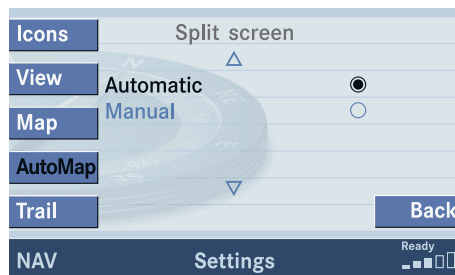 Icons
Split screen
View
Automatic
Manual
Map
AutoMap
Trail
Back
NAV
Settings
Ready